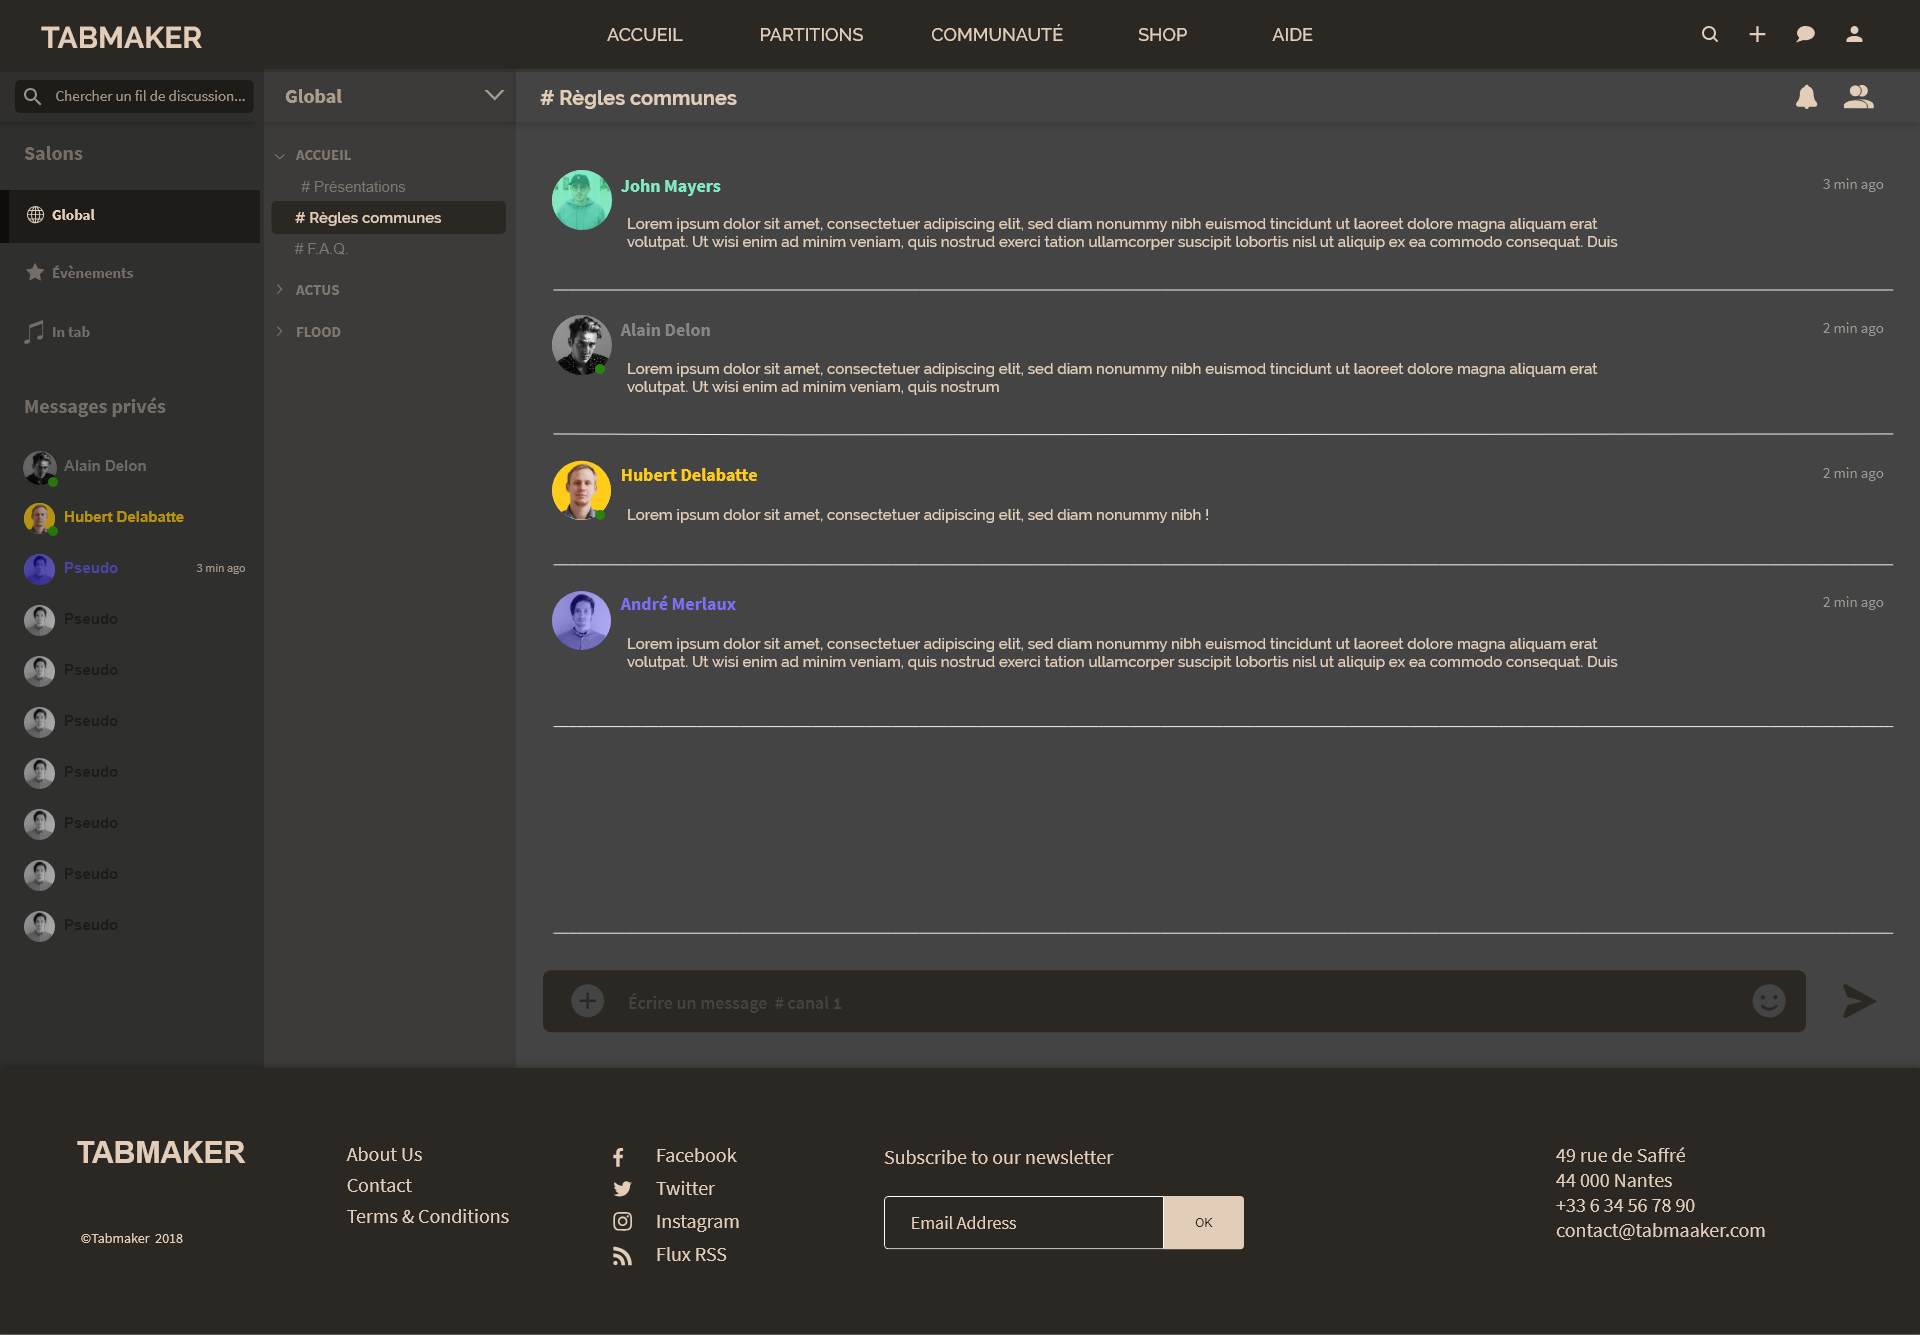 TABMAKER
ACCUEIL
PARTITIONS
COMMUNAUTÉ
SHOP
AIDE
Chercher un fil de discussion...
Salons
Global
Évènements
In tab
Messages privés
Alain Delon
Hubert Delabatte
Pseudo 3 min ago
Pseudo
Pseudo
Pseudo
Pseudo
Pseudo
Pseudo
Pseudo
Global
ACCUEIL
# Présentations
# Règles communes
# F.A.Q.
ACTUS
FLOOD
# Règles communes
John Mayers 3 min ago
Lorem ipsum dolor sit amet, consectetuer adipiscing elit, sed diam nonummy nibh euismod tincidunt ut laoreet dolore magna aliquam erat
volutpat. Ut wisi enim ad minim veniam, quis nostrud exerci tation ullamcorper suscipit lobortis nisl ut aliquip ex ea commodo consequat. Duis
Alain Delon 2 min ago
Lorem ipsum dolor sit amet, consectetuer adipiscing elit, sed diam nonummy nibh euismod tincidunt ut laoreet dolore magna aliquam erat
volutpat. Ut wisi enim ad minim veniam, quis nostrum
Hubert Delabatte 2 min ago
Lorem ipsum dolor sit amet, consectetuer adipiscing elit, sed diam nonummy nibh !
André Merlaux 2 min ago
Lorem ipsum dolor sit amet, consectetuer adipiscing elit, sed diam nonummy nibh euismod tincidunt ut laoreet dolore magna aliquam erat
volutpat. Ut wisi enim ad minim veniam, quis nostrud exerci tation ullamcorper suscipit lobortis nisl ut aliquip ex ea commodo consequat. Duis
Écrire un message # canal 1
TABMAKER
©Tabmaker 2018
About Us
Contact
Terms & Conditions
Facebook
Twitter
Instagram
Flux RSS
Subscribe to our newsletter
Email Address
OK
49 rue de Saffré
44 000 Nantes
+33 6 34 56 78 90
contact@tabmaaker.com